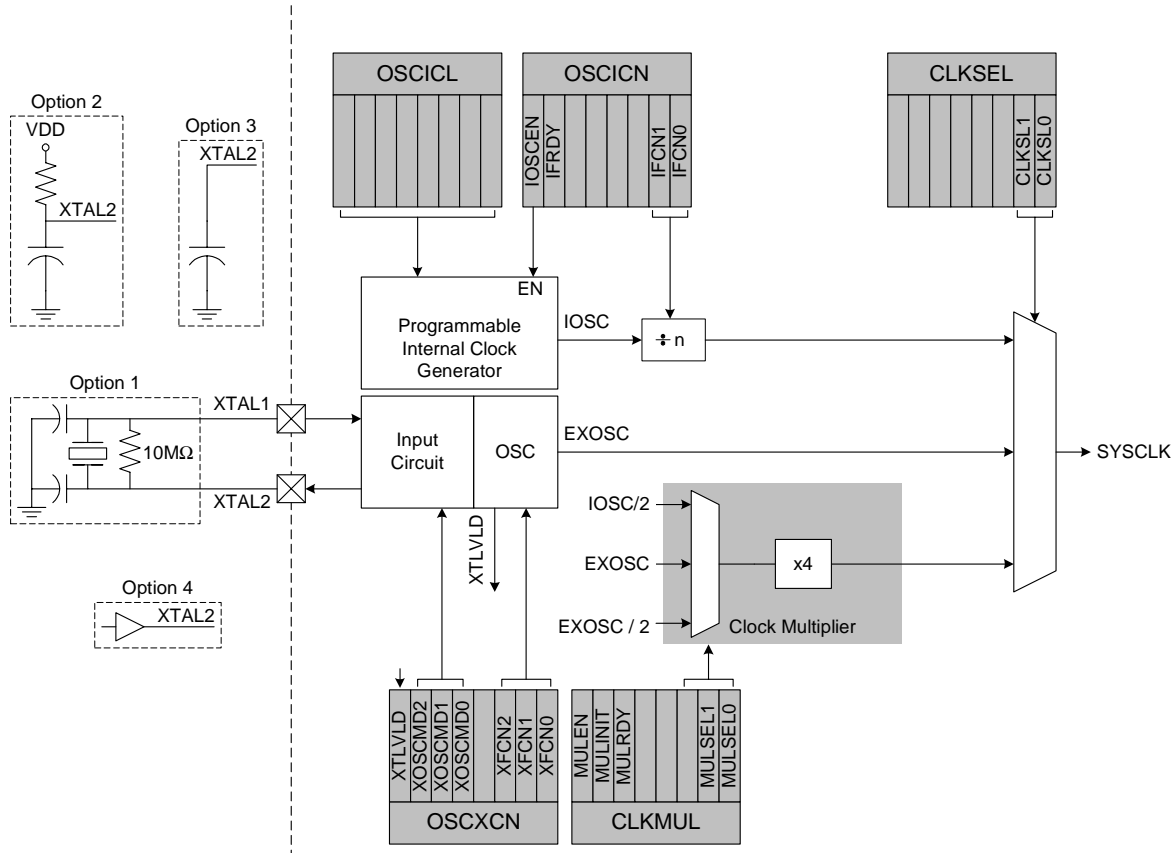 OSCICL
OSCICN
CLKSEL
IOSCEN
IFRDY
IFCN1
IFCN0
CLKSL1
CLKSL0
Option 2
VDD
XTAL2
Option 3
XTAL2
EN
Programmable
Internal Clock
Generator
IOSC
÷ n
Option 1
XTAL1
10MΩ
XTAL2
Input
Circuit
OSC
EXOSC
SYSCLK
XTLVLD
IOSC/2
EXOSC
EXOSC / 2
x4
Clock Multiplier
Option 4
XTAL2
XTLVLD
XOSCMD2
XOSCMD1
XOSCMD0
XFCN2
XFCN1
XFCN0
OSCXCN
MULEN
MULINIT
MULRDY
MULSEL1
MULSEL0
CLKMUL